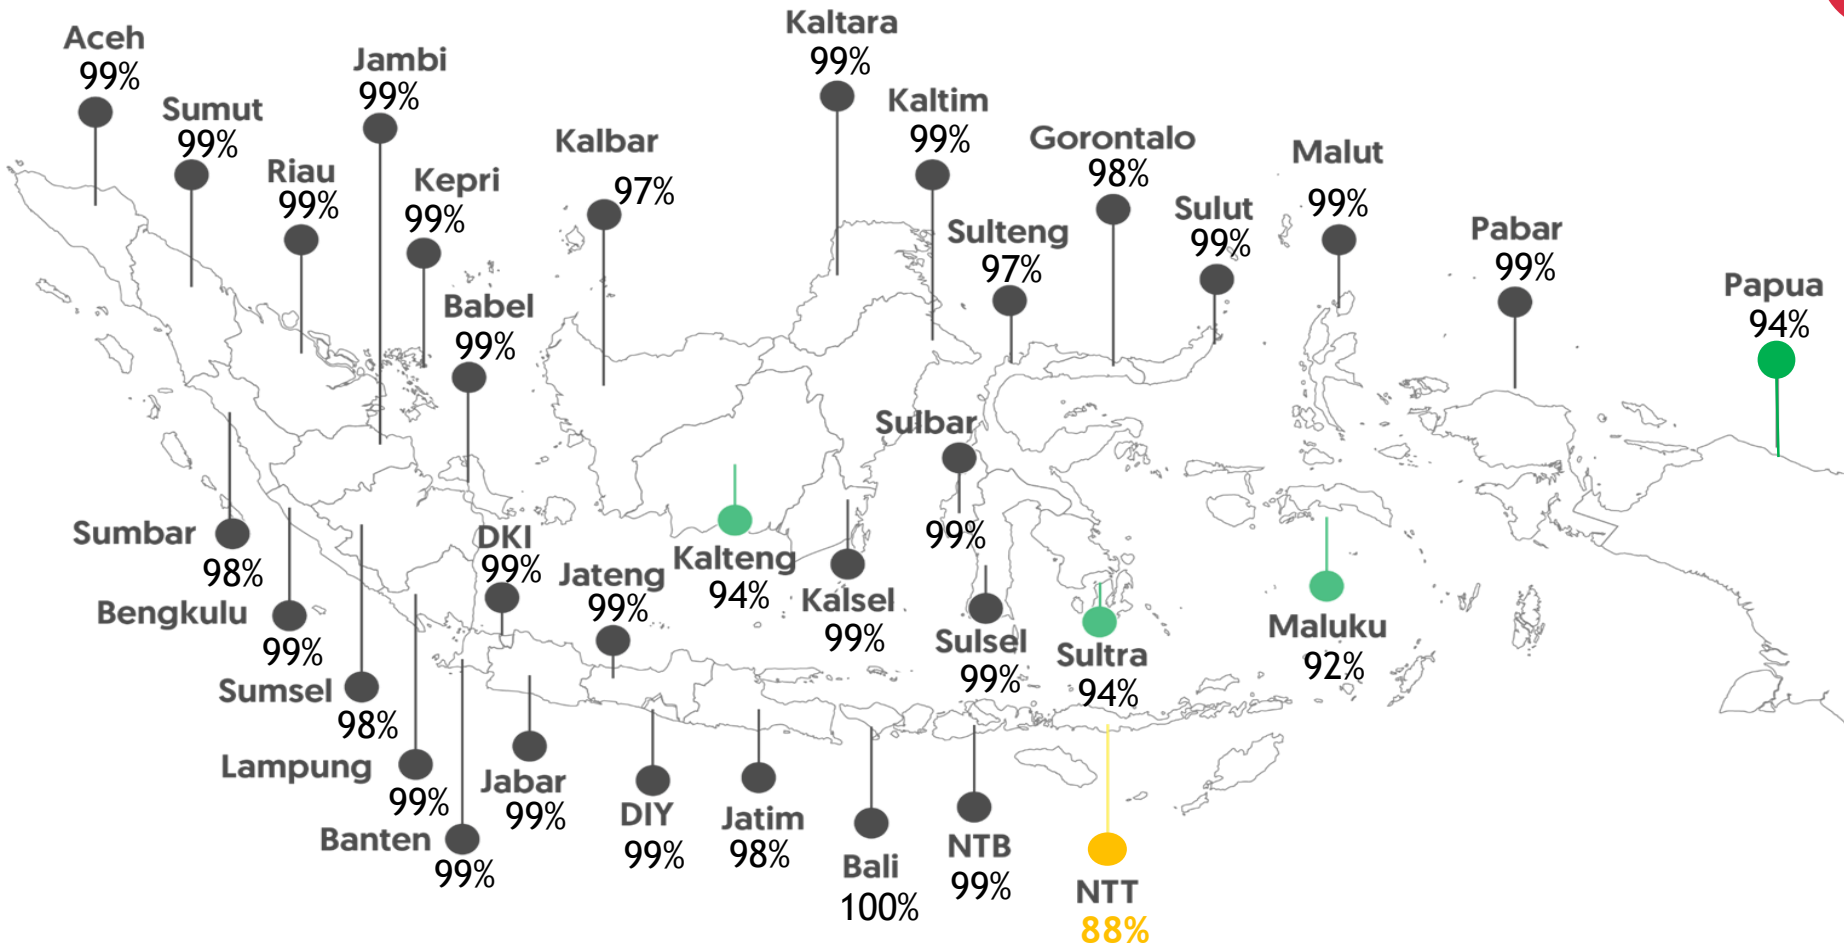 Aceh
99%
Sumut
99%
Riau
99%
Jambi
99%
Kepri
99%
Babel
99%
Kalbar
97%
Kaltara
99%
Kaltim
99%
Sulteng
97%
Gorontalo
98%
Sulut
99%
Malut
99%
Pabar
99%
Papua
94%
Sulbar
99%
Sumbar
98%
Bengkulu
99%
Sumsel
98%
Lampung
99%
Banten
99%
DKI
99%
Jabar
99%
Jateng
99%
DIY
99%
Jatim
98%
Kalteng
94%
Kalsel
99%
Bali
100%
Sulsel
99%
NTB
99%
Sultra
94%
NTT
88%
Maluku
92%